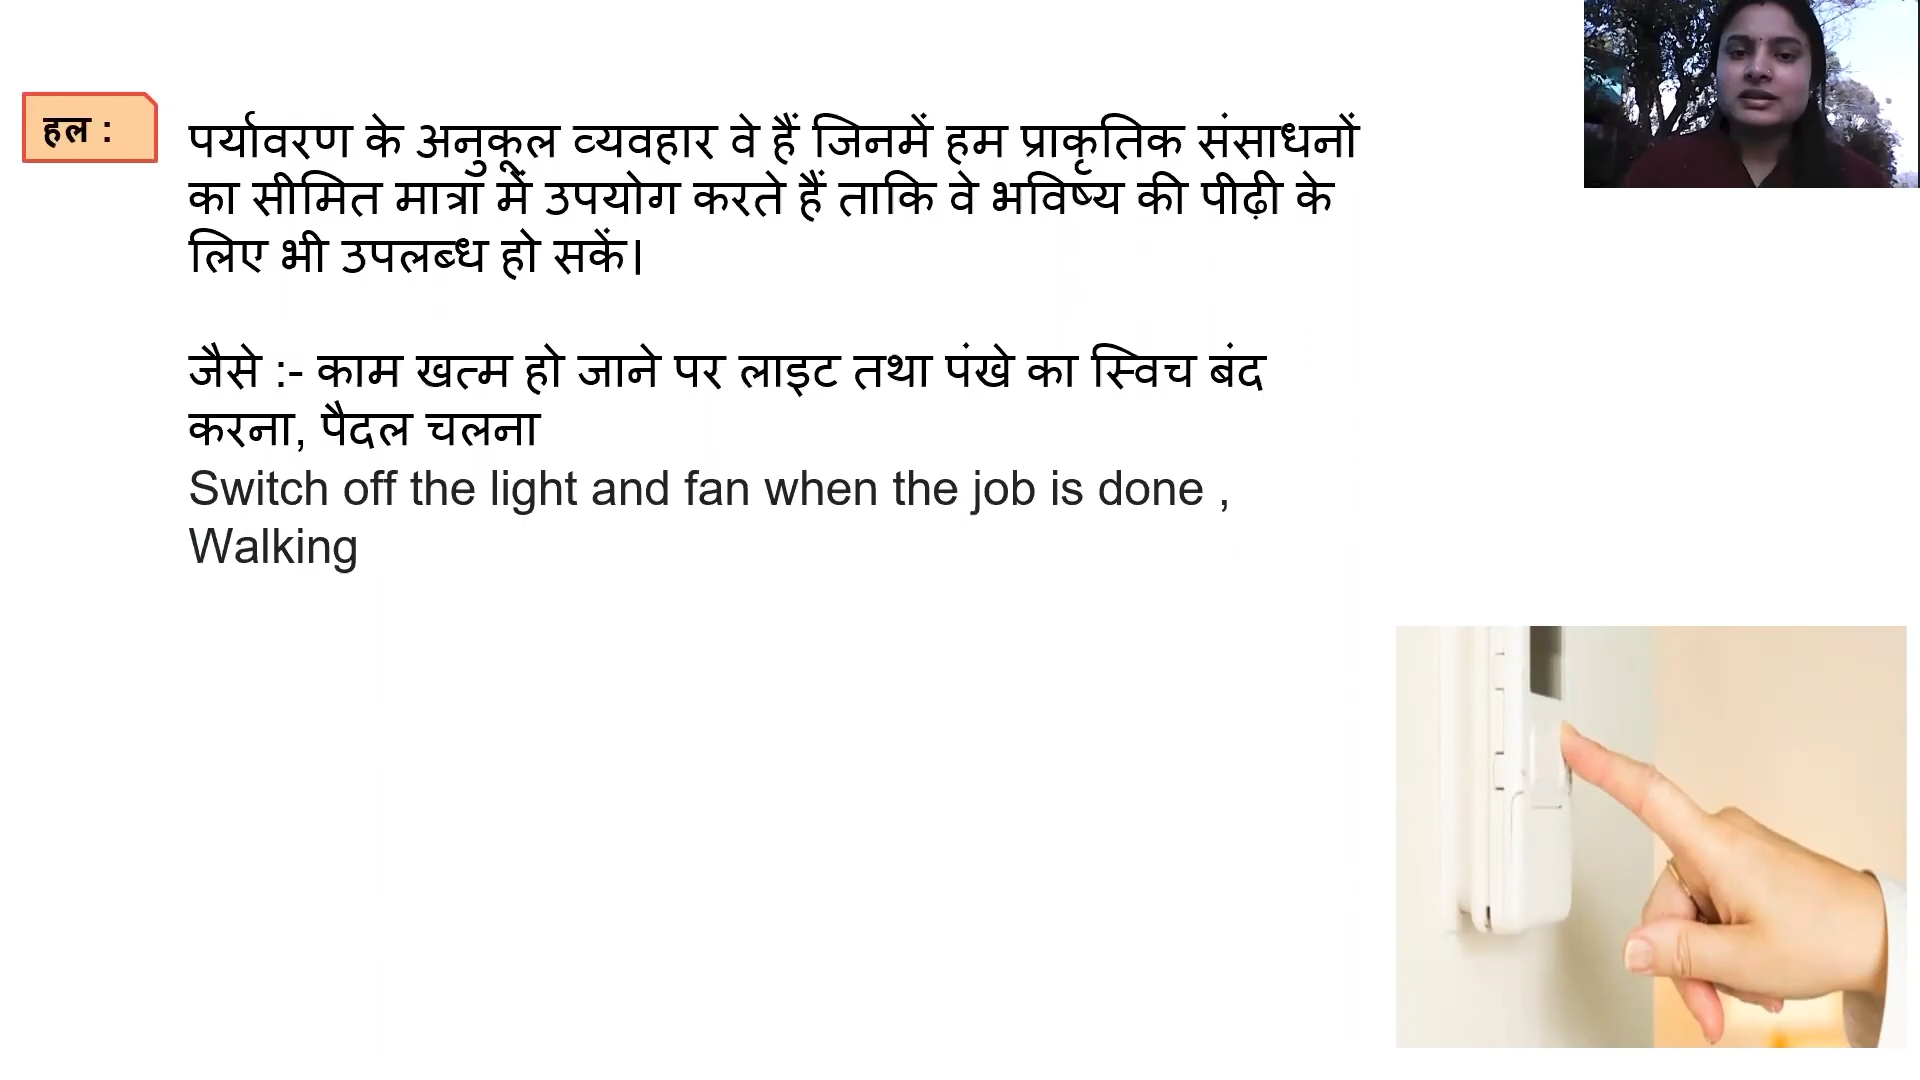 हल :
पर्यावरण के अनुकूल व्यवहार वे हैं जिनमें हम प्राकृतिक संसाधनों
का सीमित मात्रा में उपयोग करते हैं ताकि वे भविष्य की पीढ़ी के
लिए भी उपलब्ध हो सकें।
जैसे :- काम खत्म हो जाने पर लाइट तथा पंखे का स्विच बंद
करना, पैदल चलना
Switch off the light and fan when the job is done ,
Walking